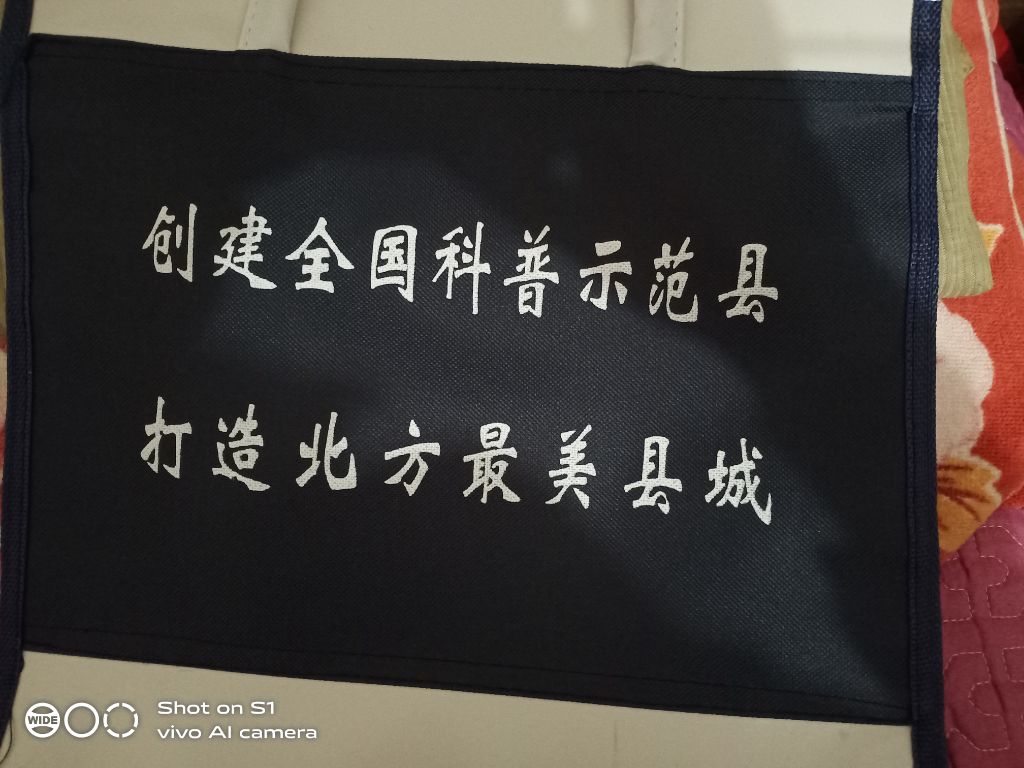 创建全国科普示范县
打造北方最美县城
WIDE
Shot on S1
vivo AI camera